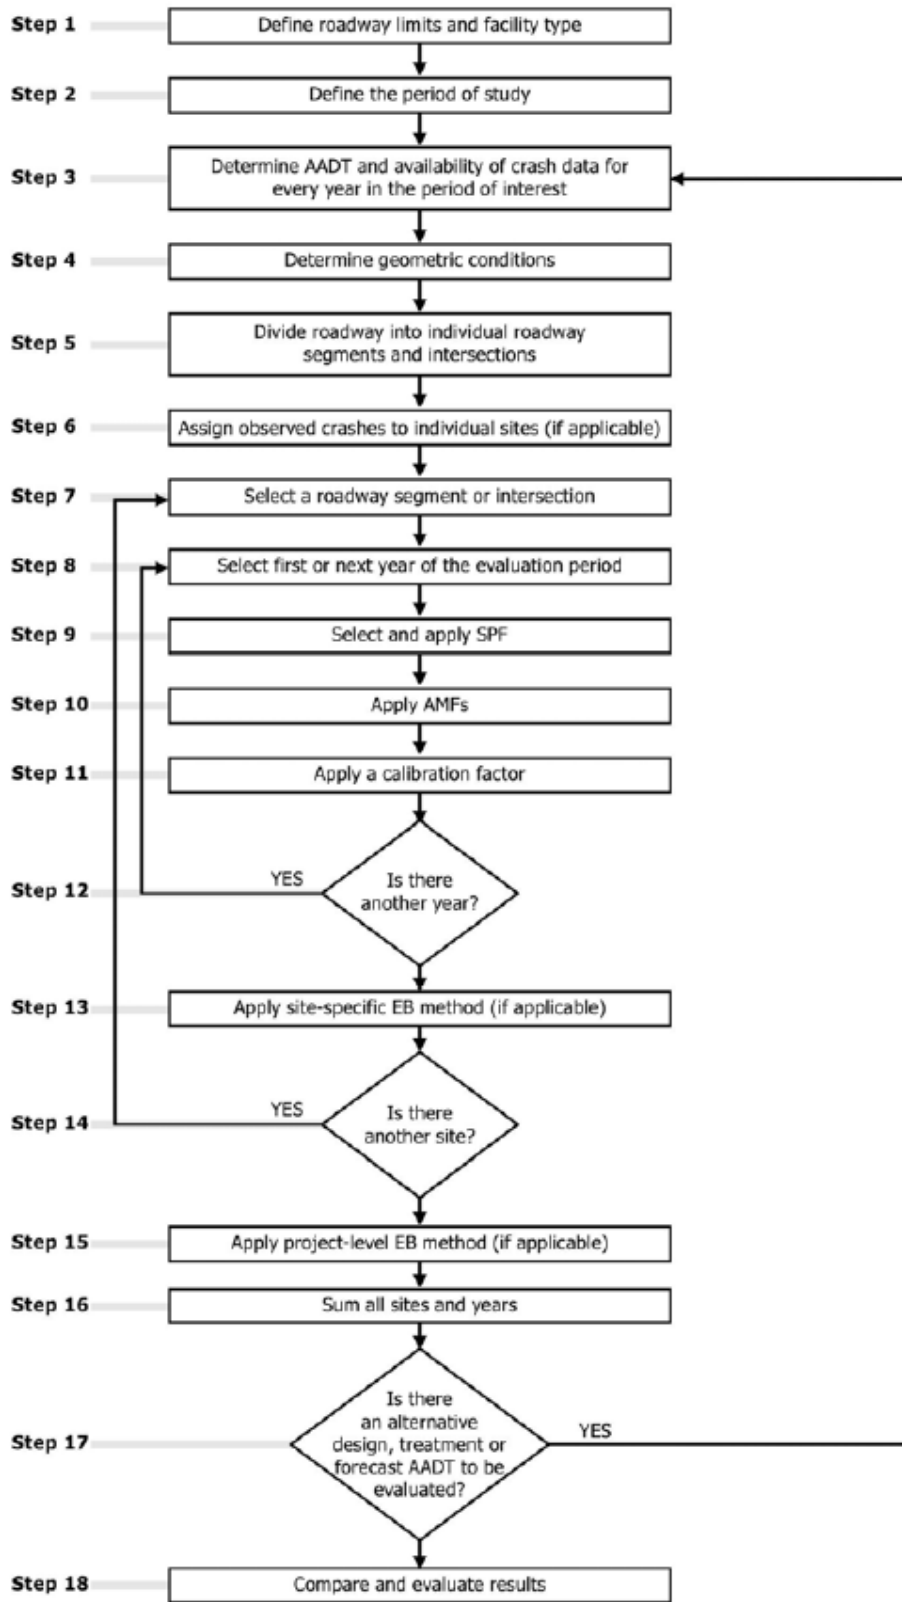 Step 1 Define roadway limits and facility type
Step 2 Define the period of study
Step 3 Determine AADT and availability of crash data for
every year in the period of interest
Step 4 Determine geometric conditions
Step 5 Divide roadway into individual roadway
segments and intersections
Step 6 Assign observed crashes to individual sites (if applicable)
Step 7 Select a roadway segment or intersection
Step 8 Select first or next year of the evaluation period
Step 9 Select and apply SPF
Step 10 Apply AMFs
Step 11 Apply a calibration factor
Step 12 YES Is there
another year?
Step 13 Apply site-specific EB method (if applicable)
Step 14 YES Is there
another site?
Step 15 Apply project-level EB method (if applicable)
Step 16 Sum all sites and years
Step 17 Is there
an alternative
design, treatment or
forecast AADT to be
evaluated?
YES
Step 18 Compare and evaluate results